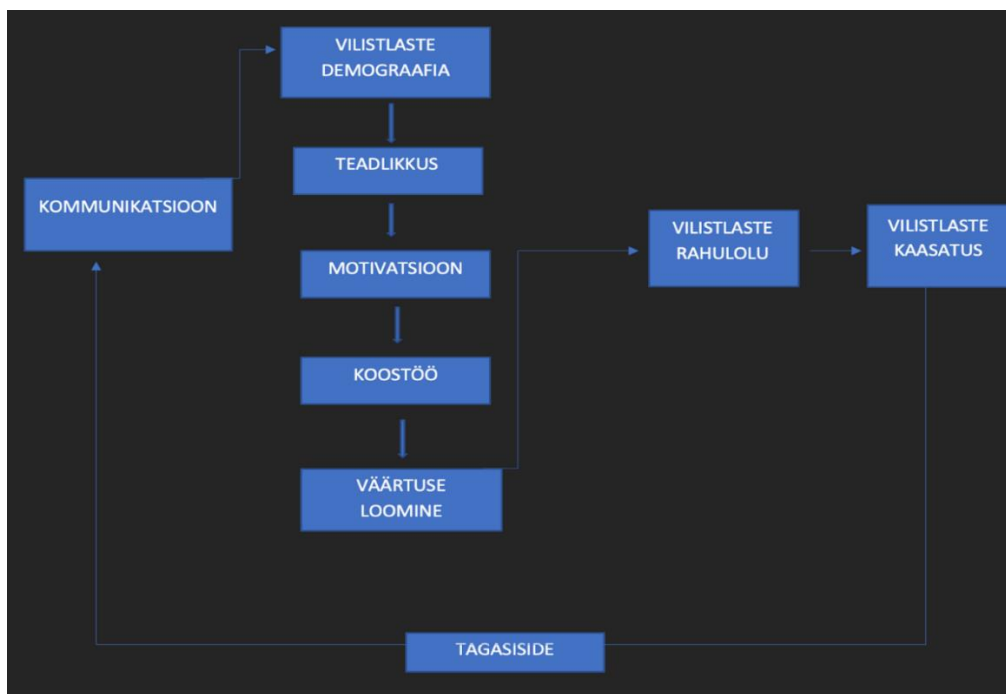 VILISTLASTE
DEMOGRAAFIA
TEADLIKKUS
KOMMUNIKATSIOON
MOTIVATSIOON
KOOSTÖÖ
VÄÄRTUSE
LOOMINE
VILISTLASTE
RAHULOLU
VILISTLASTE
KAASATUS
TAGASISIDE